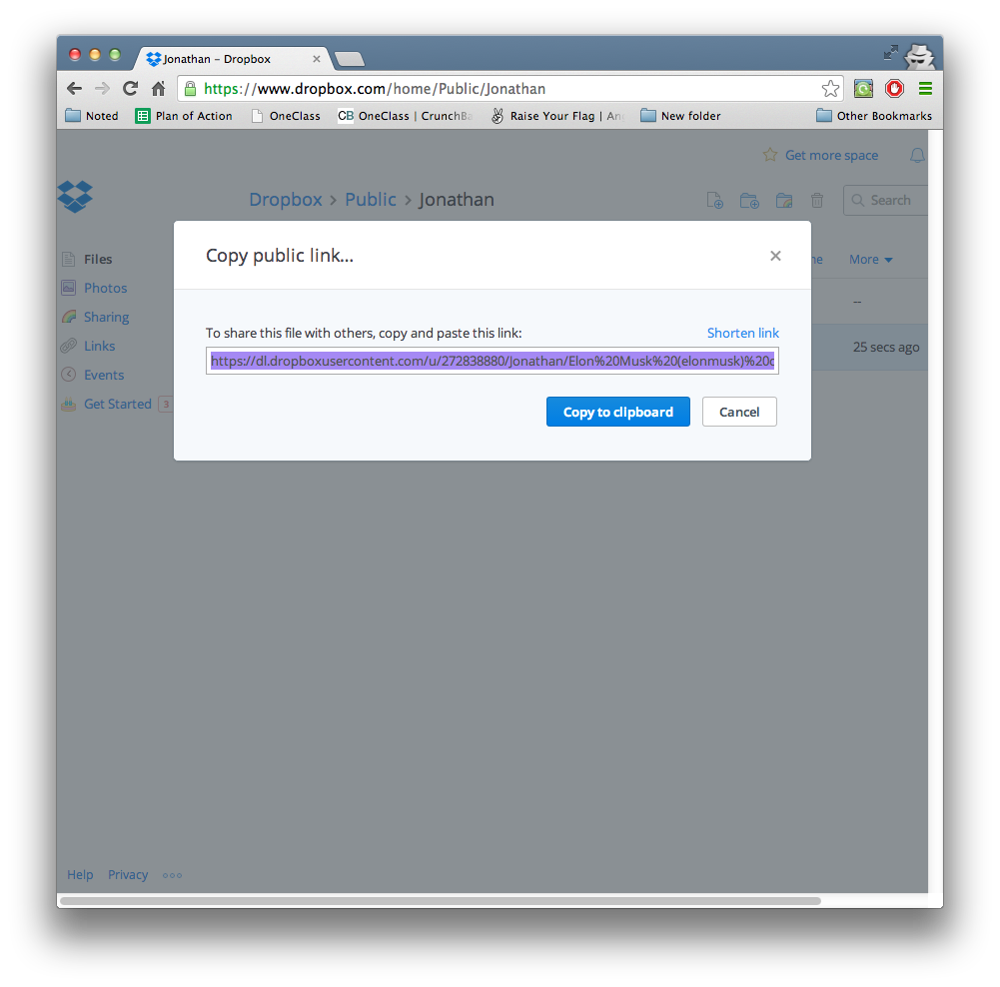 Jonathan – Dropbox
https://www.dropbox.com/home/Public/Jonathan
Noted Plan of Action OneClass CB OneClass | CrunchBa Raise Your Flag | An New folder Other Bookmarks
Get more space
Dropbox › Public › Jonathan
Search
Copy public link...
Files
me More
Photos
--
Sharing
To share this file with others, copy and paste this link: Shorten link
Links
25 secs ago
https://dl.dropboxusercontent.com/u/272838880/Jonathan/Elon%20Musk%20(elonmusk)%20c
Events
Get Started 3
Copy to clipboard Cancel
Help Privacy